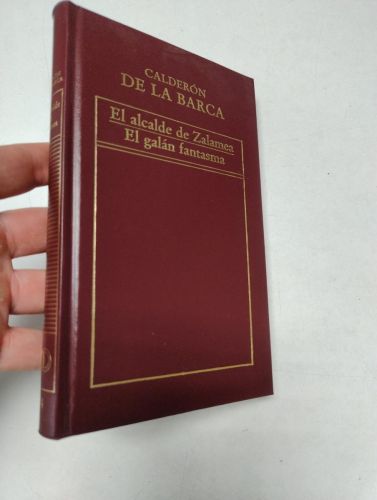 CALDERÓN
DE LA BARCA
El alcalde de Zalamea
El galán fantasma